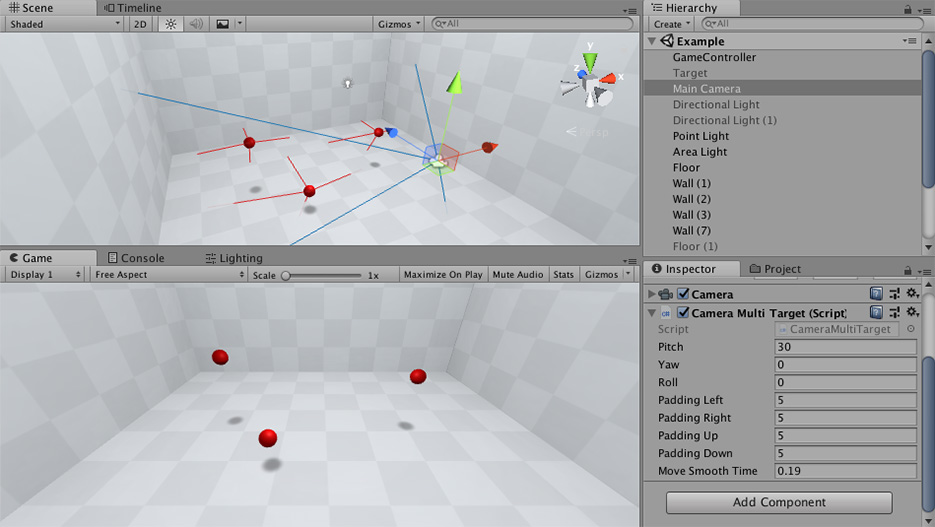 Scene
Timeline
Shaded
2D
Gizmos
All
y
x
z
Persp
Hierarchy
Create
All
Example
GameController
Target
Main Camera
Directional Light
Directional Light (1)
Point Light
Area Light
Floor
Wall (1)
Wall (2)
Wall (3)
Wall (7)
Floor (1)
Game
Console
Lighting
Display 1
Free Aspect
Scale
1x
Maximize On Play
Mute Audio
Stats
Gizmos
Inspector
Project
Camera
C#
Camera Multi Target (Script)
Script
CameraMultiTarget
Pitch
30
Yaw
0
Roll
0
Padding Left
5
Padding Right
5
Padding Up
5
Padding Down
5
Move Smooth Time
0.19
Add Component